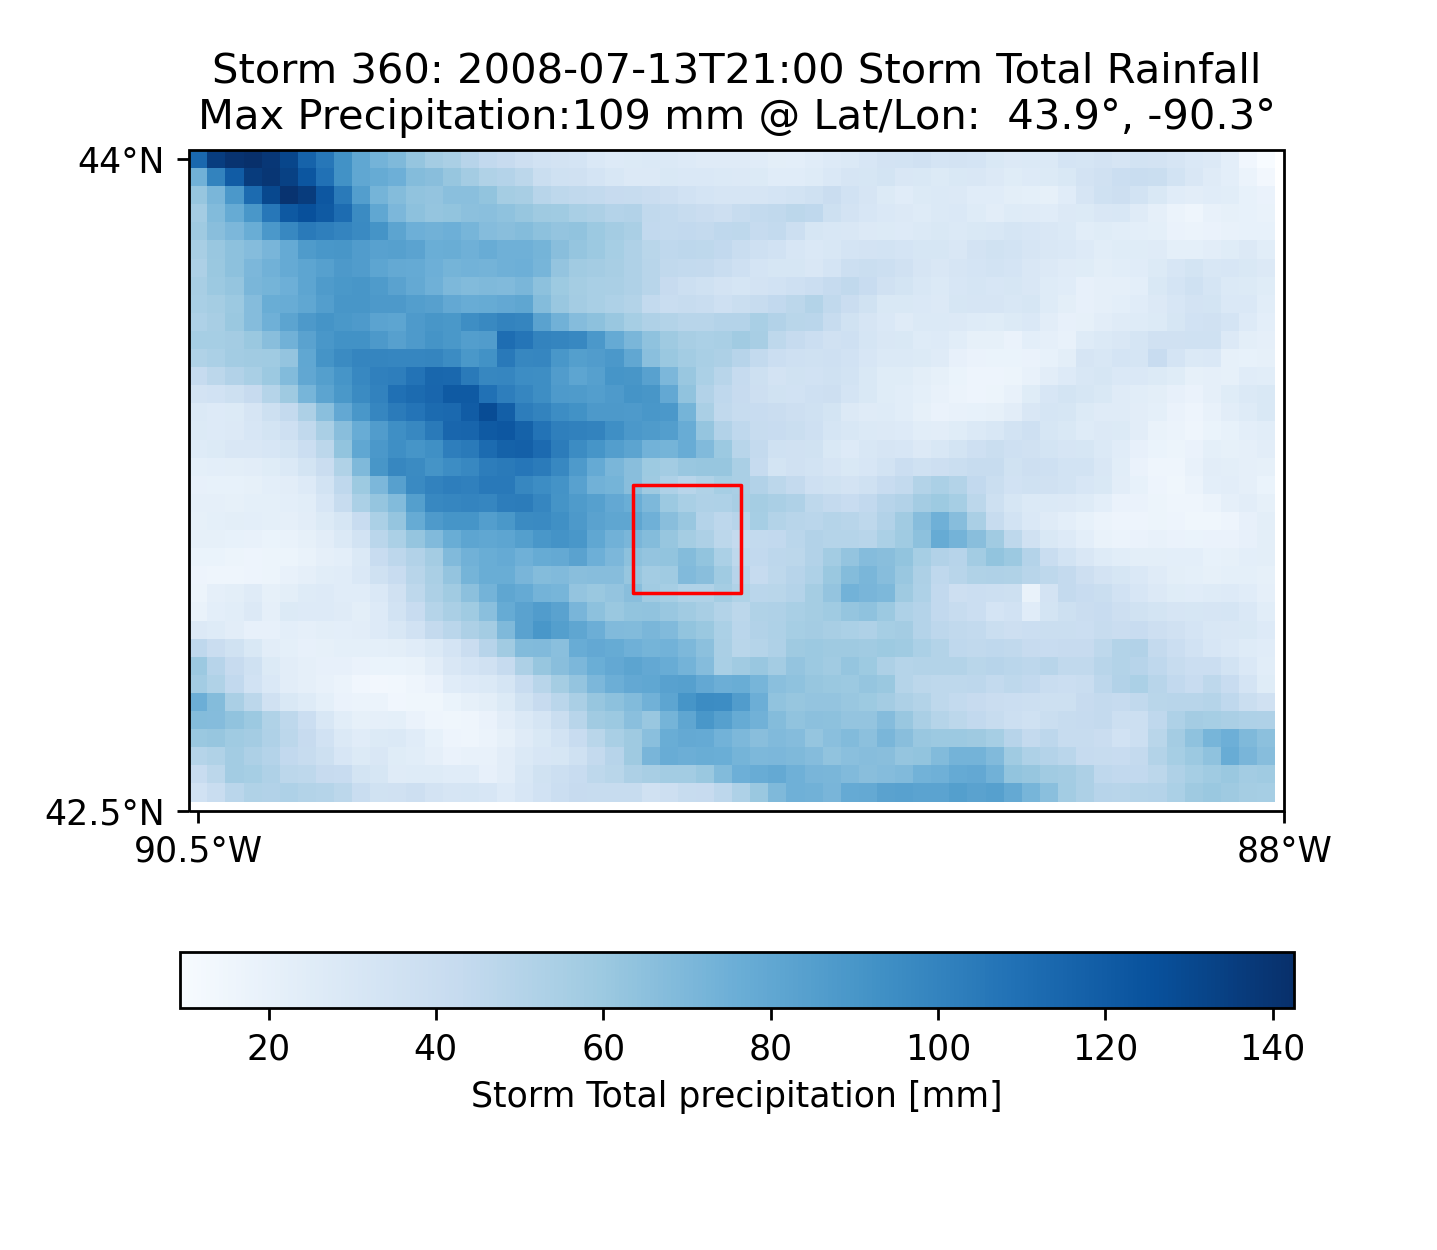 Storm 360: 2008-07-13T21:00 Storm Total Rainfall
Max Precipitation:109 mm @ Lat/Lon:  43.9°, -90.3°
44°N
42.5°N
90.5°W 88°W
20 40 60 80 100 120 140
Storm Total precipitation [mm]